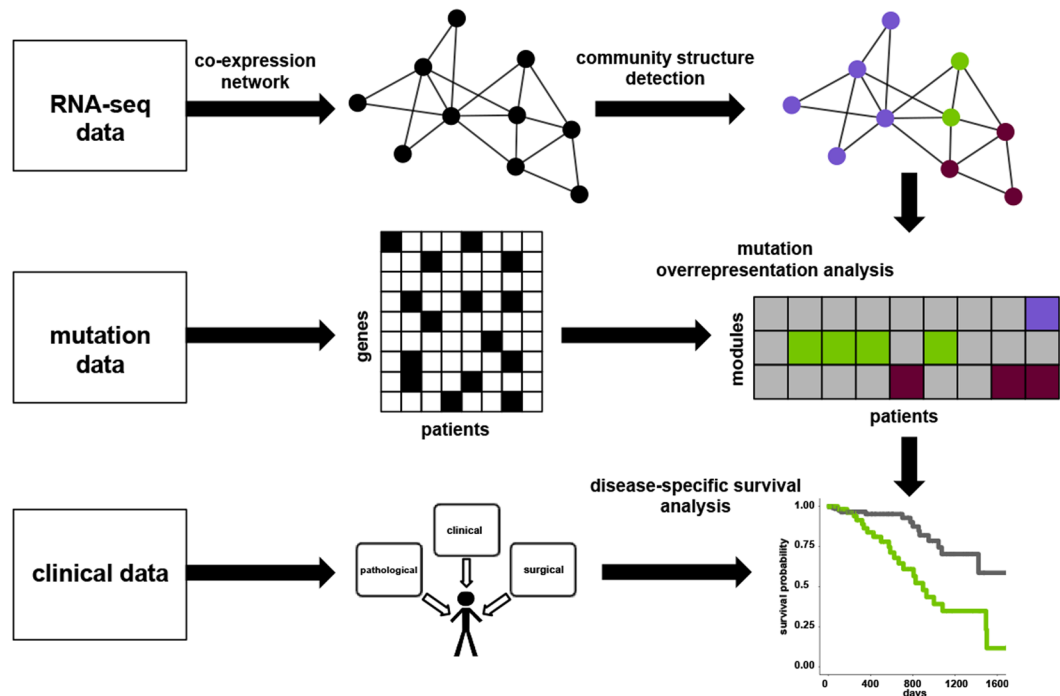 RNA-seq
data
co-expression
network
community structure
detection
mutation
data
genes
patients
mutation
overrepresentation analysis
modules
patients
clinical data
clinical
pathological
surgical
disease-specific survival
analysis
survival probability
1.00
0.75
0.5
0.25
0.00
0
400
800
1200
1600
days